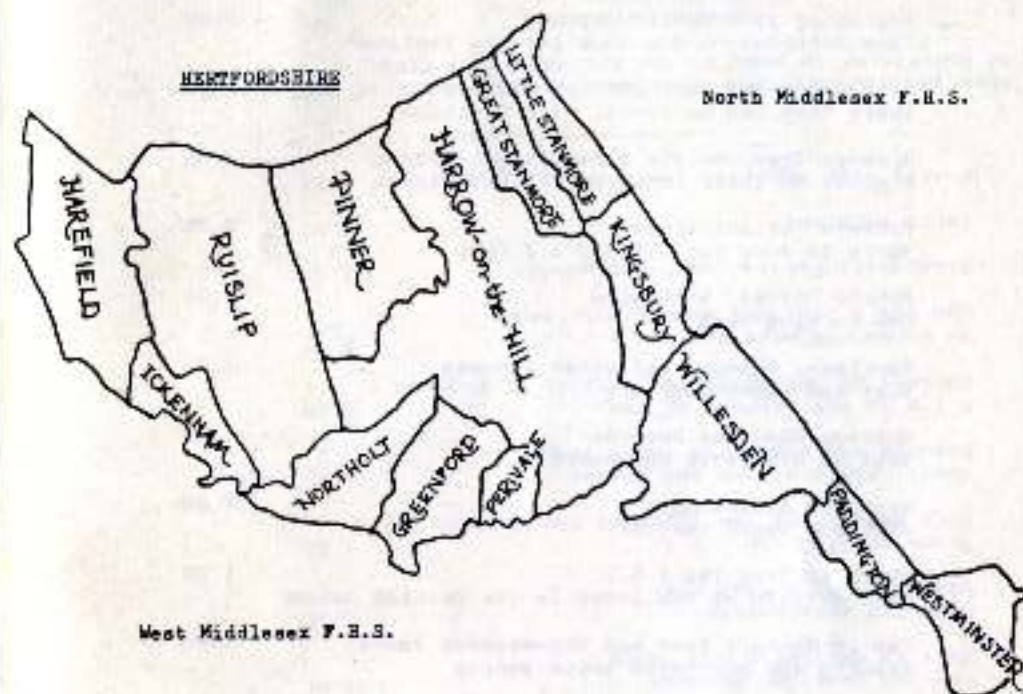 HERTFORDSHIRE
North Middlesex F.H.S.
LITTLE STANMORE
GREAT STANMORE
HARROW-on-the-HILL
PINNER
HAREFIELD
RUISLIP
KINGSBURY
ICKENHAM
WILLESDEN
NORTHOLT
GREENFORD
PERIVALE
PADDINGTON
WESTMINSTER
West Middlesex F.H.S.